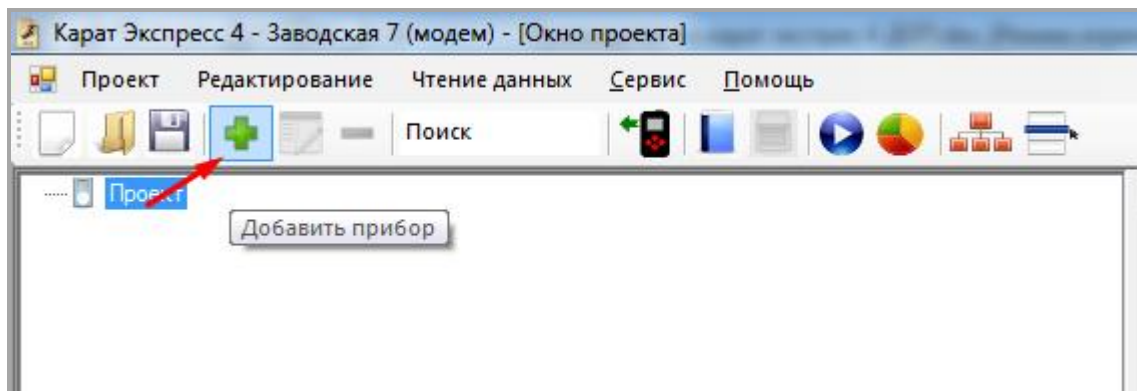 Карат Экспресс 4 - Заводская 7 (модем) - [Окно проекта]
Проект Редактирование Чтение данных Сервис Помощь
Поиск
Проект
Добавить прибор